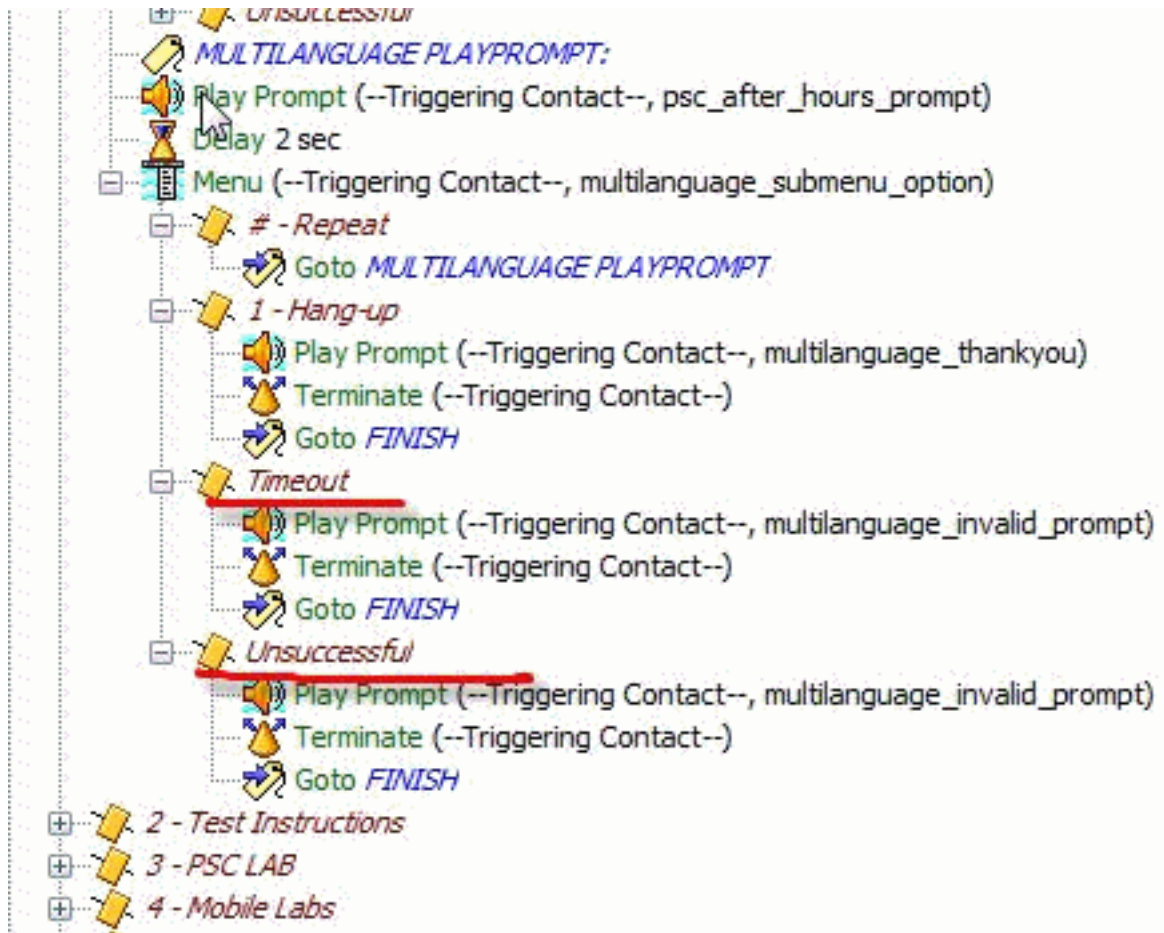 Unsuccessful
MULTILANGUAGE PLAYPROMPT:
Play Prompt (--Triggering Contact--, psc_after_hours_prompt)
Delay 2 sec
Menu (--Triggering Contact--, multilanguage_submenu_option)
# - Repeat
Goto MULTILANGUAGE PLAYPROMPT
1 - Hang-up
Play Prompt (--Triggering Contact--, multilanguage_thankyou)
Terminate (--Triggering Contact--)
Goto FINISH
Timeout
Play Prompt (--Triggering Contact--, multilanguage_invalid_prompt)
Terminate (--Triggering Contact--)
Goto FINISH
Unsuccessful
Play Prompt (--Triggering Contact--, multilanguage_invalid_prompt)
Terminate (--Triggering Contact--)
Goto FINISH
2 - Test Instructions
3 - PSC LAB
4 - Mobile Labs